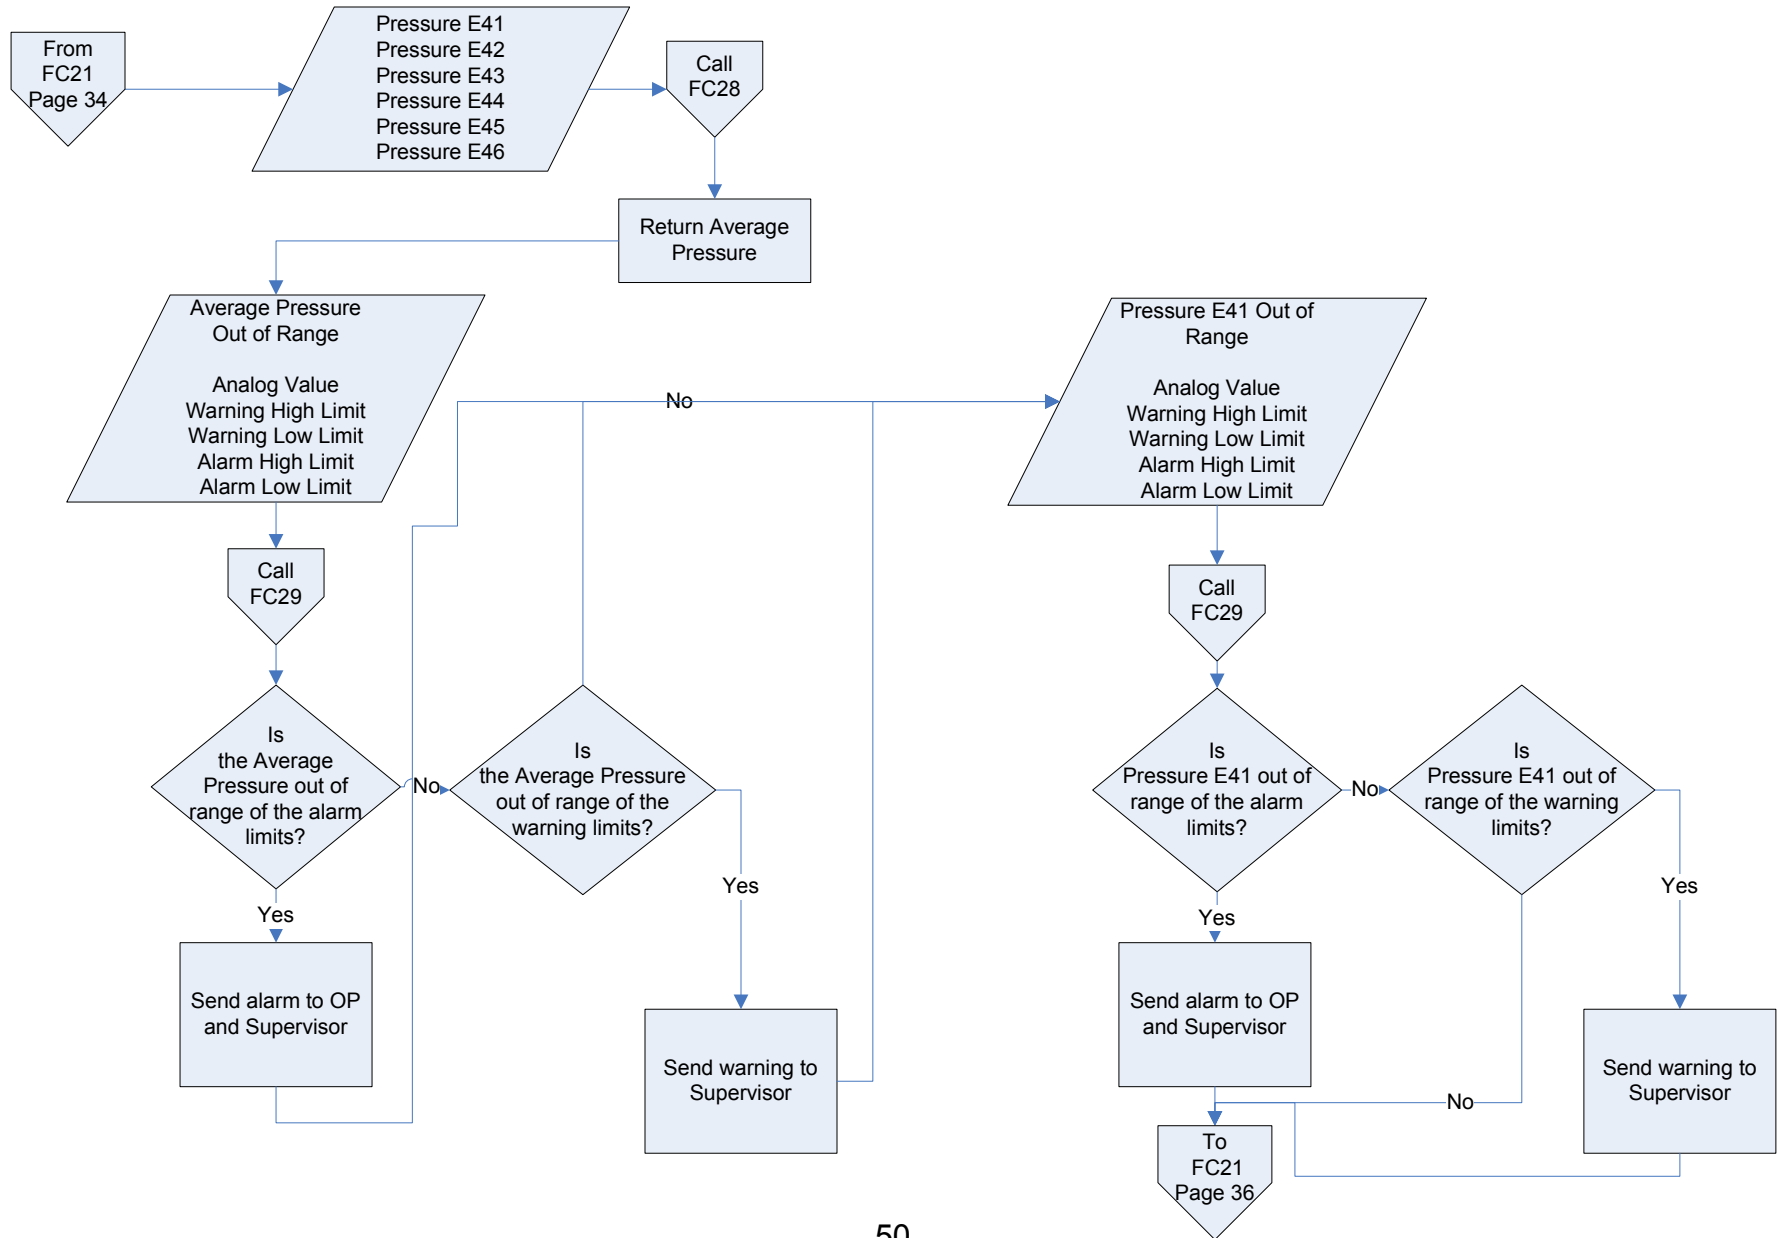 From
FC21
Page 34
Pressure E41
Pressure E42
Pressure E43
Pressure E44
Pressure E45
Pressure E46
Call
FC28
Return Average
Pressure
Average Pressure
Out of Range
Analog Value
Warning High Limit
Warning Low Limit
Alarm High Limit
Alarm Low Limit
Call
FC29
Is
the Average
Pressure out of
range of the alarm
limits?
No
Is
the Average Pressure
out of range of the
warning limits?
No
Yes
Send alarm to OP
and Supervisor
Yes
Send warning to
Supervisor
Pressure E41 Out of
Range
Analog Value
Warning High Limit
Warning Low Limit
Alarm High Limit
Alarm Low Limit
Call
FC29
Is
Pressure E41 out of
range of the alarm
limits?
No
Is
Pressure E41 out of
range of the warning
limits?
Yes
Send alarm to OP
and Supervisor
Yes
Send warning to
Supervisor
No
To
FC21
Page 36
50